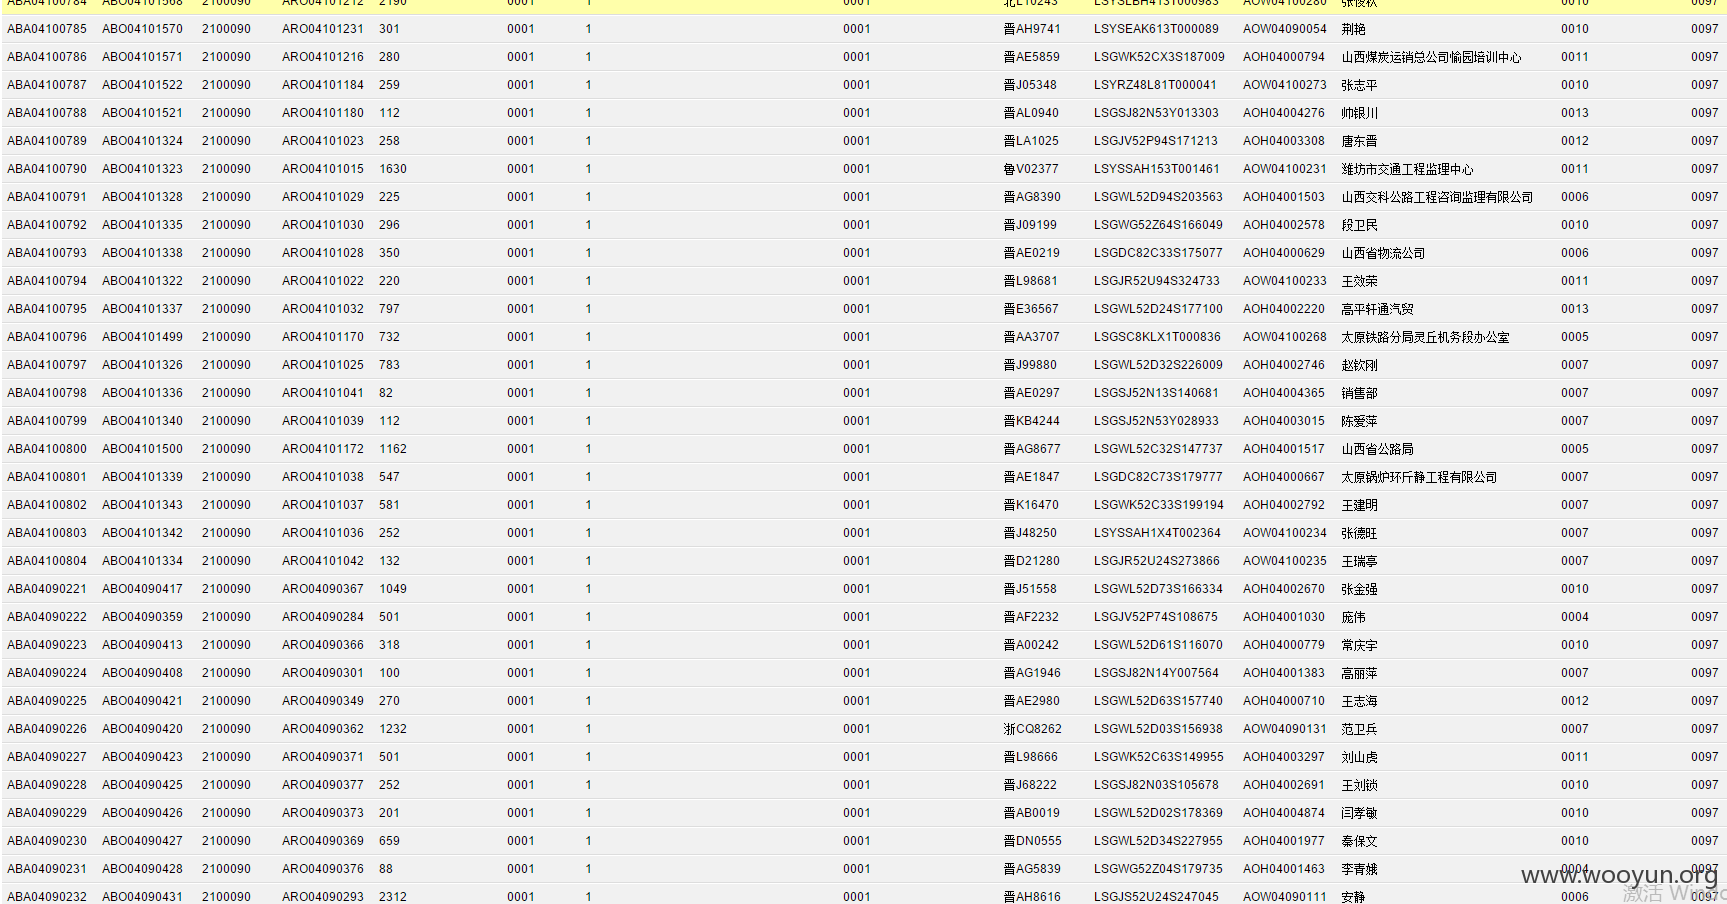 ABA04100784 ABO04101568 2100090 ARO04101212 2190 0001 1 0001 北L10243 LSYSLBH413T000983 AOW04100280 张俊秋 0010 0097
ABA04100785 ABO04101570 2100090 ARO04101231 301 0001 1 0001 晋AH9741 LSYSEAK613T000089 AOW04090054 荆艳 0010 0097
ABA04100786 ABO04101571 2100090 ARO04101216 280 0001 1 0001 晋AE5859 LSGWK52CX3S187009 AOH04000794 山西煤炭运销总公司愉园培训中心 0011 0097
ABA04100787 ABO04101522 2100090 ARO04101184 259 0001 1 0001 晋J05348 LSYRZ48L81T000041 AOW04100273 张志平 0010 0097
ABA04100788 ABO04101521 2100090 ARO04101180 112 0001 1 0001 晋AL0940 LSGSJ82N53Y013303 AOH04004276 帅银川 0013 0097
ABA04100789 ABO04101324 2100090 ARO04101023 258 0001 1 0001 晋LA1025 LSGJV52P94S171213 AOH04003308 唐东晋 0012 0097
ABA04100790 ABO04101323 2100090 ARO04101015 1630 0001 1 0001 鲁V02377 LSYSSAH153T001461 AOW04100231 潍坊市交通工程监理中心 0011 0097
ABA04100791 ABO04101328 2100090 ARO04101029 225 0001 1 0001 晋AG8390 LSGWL52D94S203563 AOH04001503 山西交科公路工程咨询监理有限公司 0006 0097
ABA04100792 ABO04101335 2100090 ARO04101030 296 0001 1 0001 晋J09199 LSGWG52Z64S166049 AOH04002578 段卫民 0010 0097
ABA04100793 ABO04101338 2100090 ARO04101028 350 0001 1 0001 晋AE0219 LSGDC82C33S175077 AOH04000629 山西省物流公司 0006 0097
ABA04100794 ABO04101322 2100090 ARO04101022 220 0001 1 0001 晋L98681 LSGJR52U94S324733 AOW04100233 王效荣 0011 0097
ABA04100795 ABO04101337 2100090 ARO04101032 797 0001 1 0001 晋E36567 LSGWL52D24S177100 AOH04002220 高平轩通汽贸 0013 0097
ABA04100796 ABO04101499 2100090 ARO04101170 732 0001 1 0001 晋AA3707 LSGSC8KLX1T000836 AOW04100268 太原铁路分局灵丘机务段办公室 0005 0097
ABA04100797 ABO04101326 2100090 ARO04101025 783 0001 1 0001 晋J99880 LSGWL52D32S226009 AOH04002746 赵钦刚 0007 0097
ABA04100798 ABO04101336 2100090 ARO04101041 82 0001 1 0001 晋AE0297 LSGSJ52N13S140681 AOH04004365 销售部 0007 0097
ABA04100799 ABO04101340 2100090 ARO04101039 112 0001 1 0001 晋KB4244 LSGSJ52N53Y028933 AOH04003015 陈爱萍 0007 0097
ABA04100800 ABO04101500 2100090 ARO04101172 1162 0001 1 0001 晋AG8677 LSGWL52C32S147737 AOH04001517 山西省公路局 0005 0097
ABA04100801 ABO04101339 2100090 ARO04101038 547 0001 1 0001 晋AE1847 LSGDC82C73S179777 AOH04000667 太原锅炉环斤静工程有限公司 0007 0097
ABA04100802 ABO04101343 2100090 ARO04101037 581 0001 1 0001 晋K16470 LSGWK52C33S199194 AOH04002792 王建明 0007 0097
ABA04100803 ABO04101342 2100090 ARO04101036 252 0001 1 0001 晋J48250 LSYSSAH1X4T002364 AOW04100234 张德旺 0007 0097
ABA04100804 ABO04101334 2100090 ARO04101042 132 0001 1 0001 晋D21280 LSGJR52U24S273866 AOW04100235 王瑞亭 0007 0097
ABA04090221 ABO04090417 2100090 ARO04090367 1049 0001 1 0001 晋J51558 LSGWL52D73S166334 AOH04002670 张金强 0010 0097
ABA04090222 ABO04090359 2100090 ARO04090284 501 0001 1 0001 晋AF2232 LSGJV52P74S108675 AOH04001030 庞伟 0004 0097
ABA04090223 ABO04090413 2100090 ARO04090366 318 0001 1 0001 晋A00242 LSGWL52D61S116070 AOH04000779 常庆宇 0010 0097
ABA04090224 ABO04090408 2100090 ARO04090301 100 0001 1 0001 晋AG1946 LSGSJ82N14Y007564 AOH04001383 高丽萍 0007 0097
ABA04090225 ABO04090421 2100090 ARO04090349 270 0001 1 0001 晋AE2980 LSGWL52D63S157740 AOH04000710 王志海 0012 0097
ABA04090226 ABO04090420 2100090 ARO04090362 1232 0001 1 0001 浙CQ8262 LSGWL52D03S156938 AOW04090131 范卫兵 0007 0097
ABA04090227 ABO04090423 2100090 ARO04090371 501 0001 1 0001 晋L98666 LSGWK52C63S149955 AOH04003297 刘山虎 0011 0097
ABA04090228 ABO04090425 2100090 ARO04090377 252 0001 1 0001 晋J68222 LSGSJ82N03S105678 AOH04002691 王刘锁 0010 0097
ABA04090229 ABO04090426 2100090 ARO04090373 201 0001 1 0001 晋AB0019 LSGWL52D02S178369 AOH04004874 闫孝敏 0010 0097
ABA04090230 ABO04090427 2100090 ARO04090369 659 0001 1 0001 晋DN0555 LSGWL52D34S227955 AOH04001977 秦保文 0010 0097
ABA04090231 ABO04090428 2100090 ARO04090376 88 0001 1 0001 晋AG5839 LSGWG52Z04S179735 AOH04001463 李青娥 0004 0097
www.wooyun.org
ABA04090232 ABO04090431 2100090 ARO04090293 2312 0001 1 0001 晋AH8616 LSGJS52U24S247045 AOW04090111 安静 0006 0097
激活 Windo